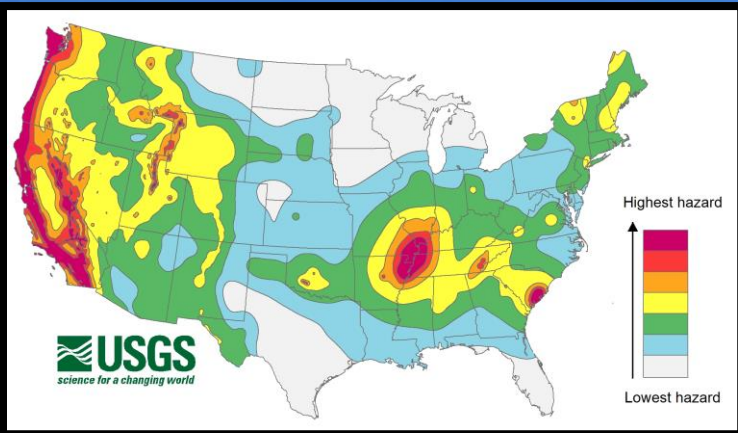 Highest hazard
USGS
science for a changing world
Lowest hazard